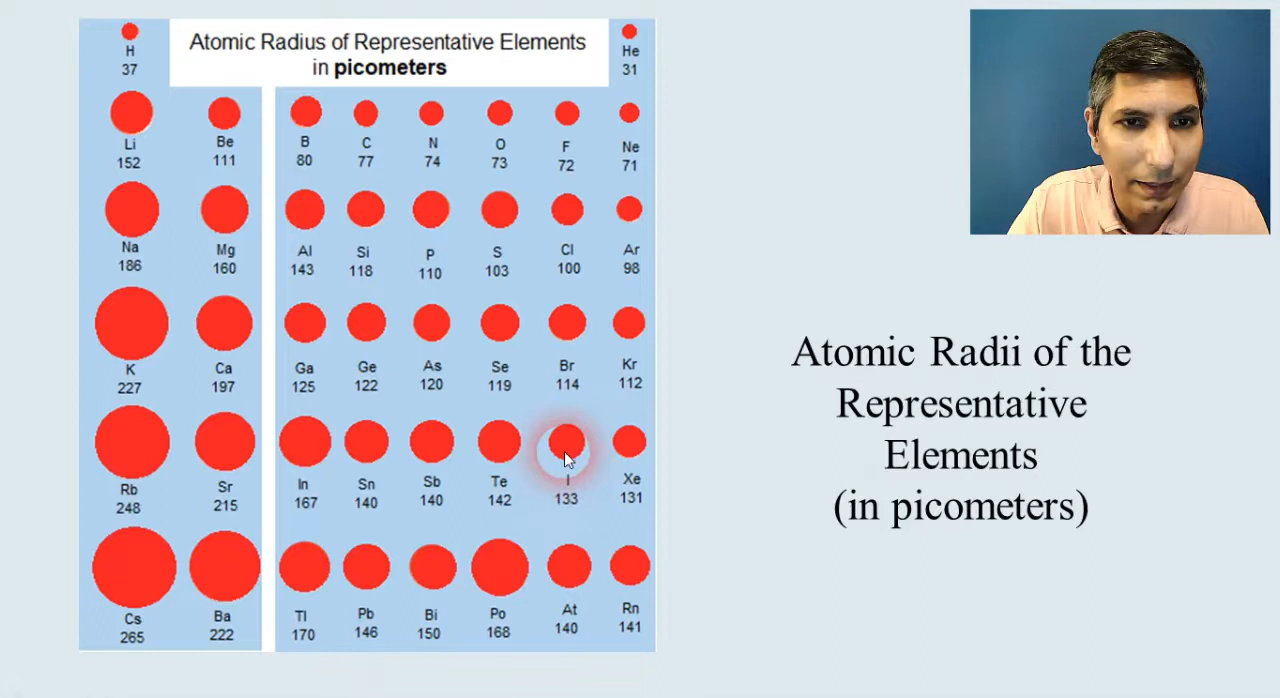 Atomic Radius of Representative Elements
in picometers
H He
37 31
Li Be B C N O F Ne
152 111 80 77 74 73 72 71
Na Mg Al Si P S Cl Ar
186 160 143 118 110 103 100 98
K Ca Ga Ge As Se Br Kr
227 197 125 122 120 119 114 112
Rb Sr In Sn Sb Te I Xe
248 215 167 140 140 142 133 131
Cs Ba Tl Pb Bi Po At Rn
265 222 170 146 150 168 140 141
Atomic Radii of the
Representative
Elements
(in picometers)